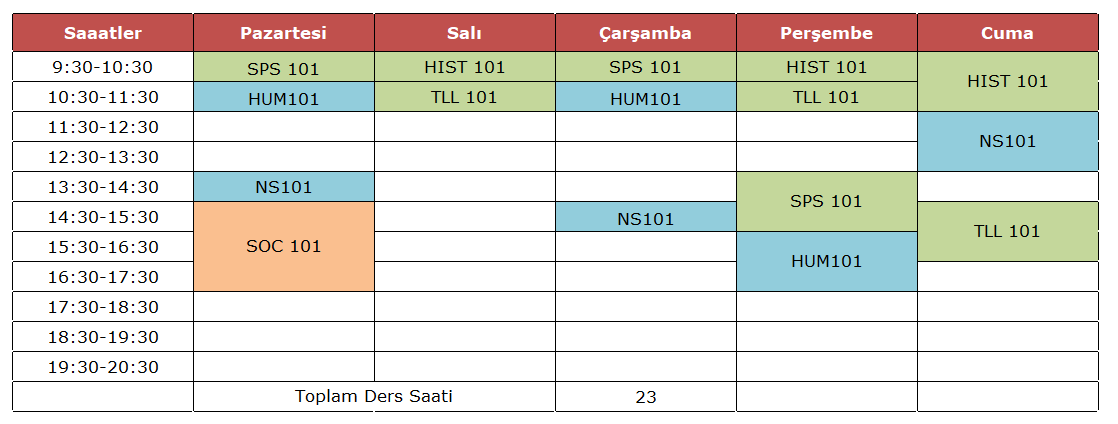 Saaatler Pazartesi Salı Çarşamba Perşembe Cuma
9:30-10:30 SPS 101 HIST 101 SPS 101 HIST 101 HIST 101
10:30-11:30 HUM101 TLL 101 HUM101 TLL 101
11:30-12:30 NS101
12:30-13:30
13:30-14:30 NS101 SPS 101
14:30-15:30 SOC 101 NS101 TLL 101
15:30-16:30 HUM101
16:30-17:30
17:30-18:30
18:30-19:30
19:30-20:30
Toplam Ders Saati 23